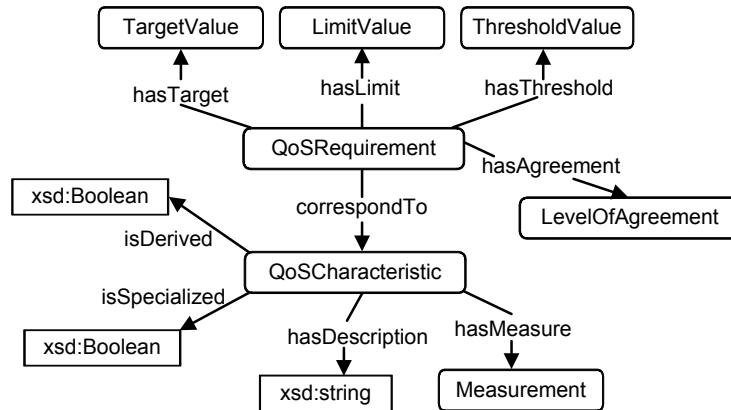 TargetValue
LimitValue
ThresholdValue
hasTarget
hasLimit
hasThreshold
QoSRequirement
hasAgreement
xsd:Boolean
correspondTo
LevelOfAgreement
isDerived
QoSCharacteristic
isSpecialized
hasDescription
hasMeasure
xsd:Boolean
xsd:string
Measurement